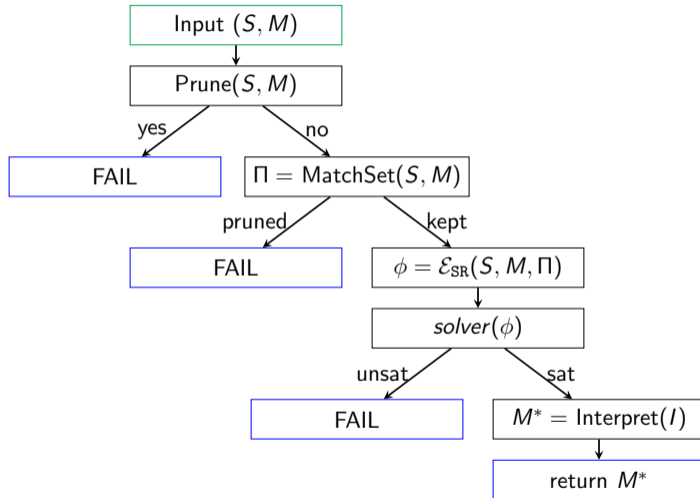 Input (S, M)
Prune(S, M)
yes
no
FAIL
Π = MatchSet(S, M)
pruned
kept
FAIL
ϕ = ℰ_SR(S, M, Π)
solver(ϕ)
unsat
sat
FAIL
M* = Interpret(I)
return M*